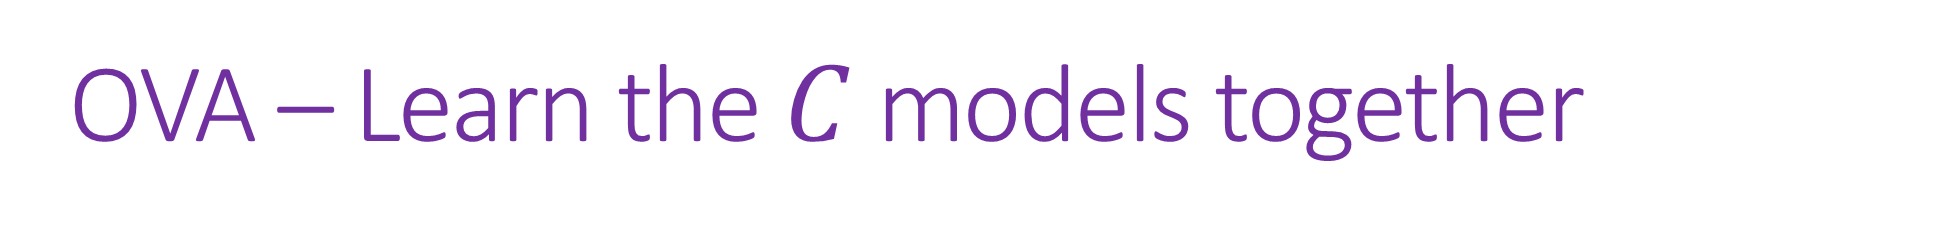 OVA – Learn the C models together